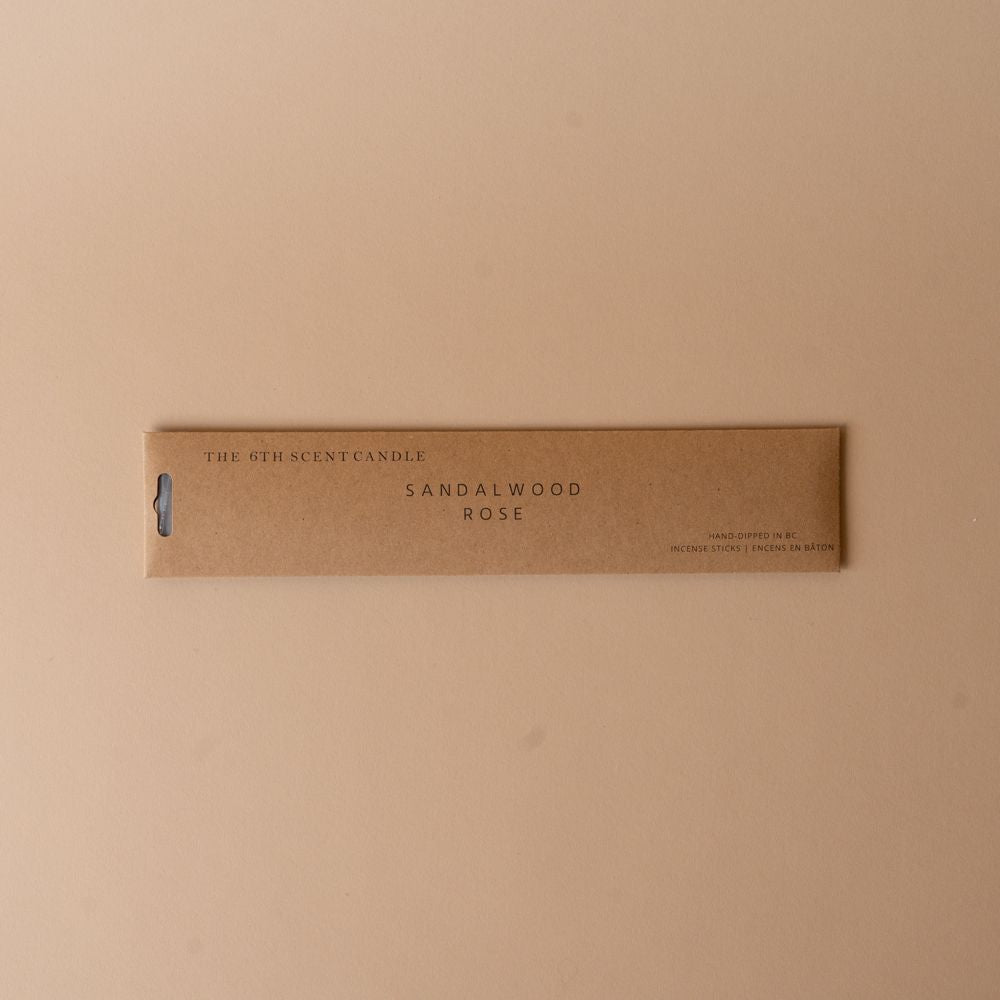 THE 6TH SCENT CANDLE
SANDALWOOD
ROSE
HAND-DIPPED IN BC
INCENSE STICKS | ENCENS EN BÂTON